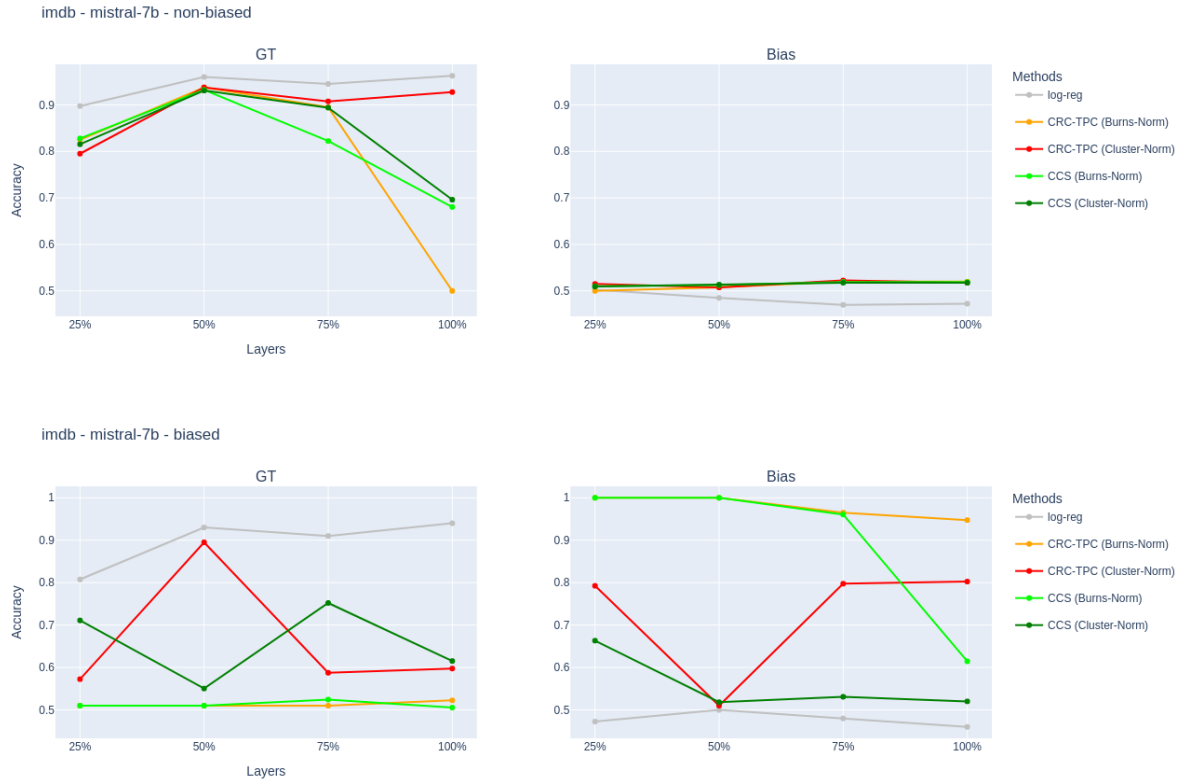 imdb - mistral-7b - non-biased
GT
Bias
Methods
log-reg
CRC-TPC (Burns-Norm)
CRC-TPC (Cluster-Norm)
CCS (Burns-Norm)
CCS (Cluster-Norm)
Accuracy
0.9
0.8
0.7
0.6
0.5
25% 50% 75% 100%
Layers
0.9
0.8
0.7
0.6
0.5
25% 50% 75% 100%
imdb - mistral-7b - biased
GT
Bias
Methods
log-reg
CRC-TPC (Burns-Norm)
CRC-TPC (Cluster-Norm)
CCS (Burns-Norm)
CCS (Cluster-Norm)
Accuracy
1
0.9
0.8
0.7
0.6
0.5
25% 50% 75% 100%
Layers
1
0.9
0.8
0.7
0.6
0.5
25% 50% 75% 100%